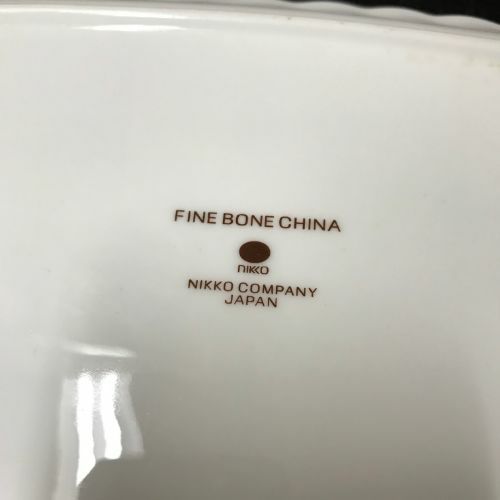 FINE BONE CHINA
nikko
NIKKO COMPANY
JAPAN